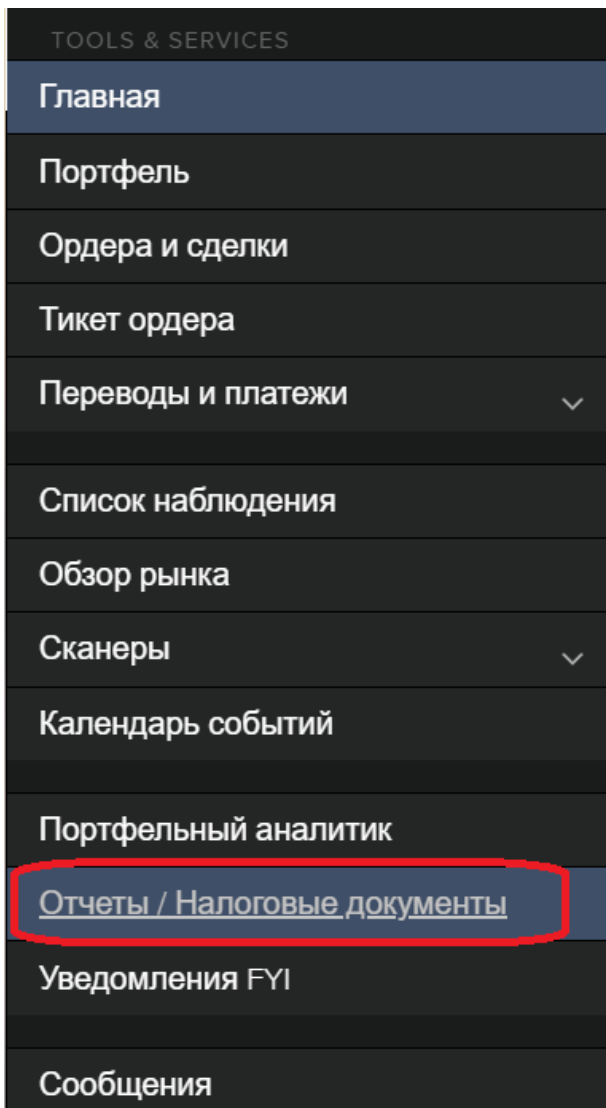 TOOLS & SERVICES
Главная
Портфель
Ордера и сделки
Тикет ордера
Переводы и платежи
Список наблюдения
Обзор рынка
Сканеры
Календарь событий
Портфельный аналитик
Отчеты / Налоговые документы
Уведомления FYI
Сообщения